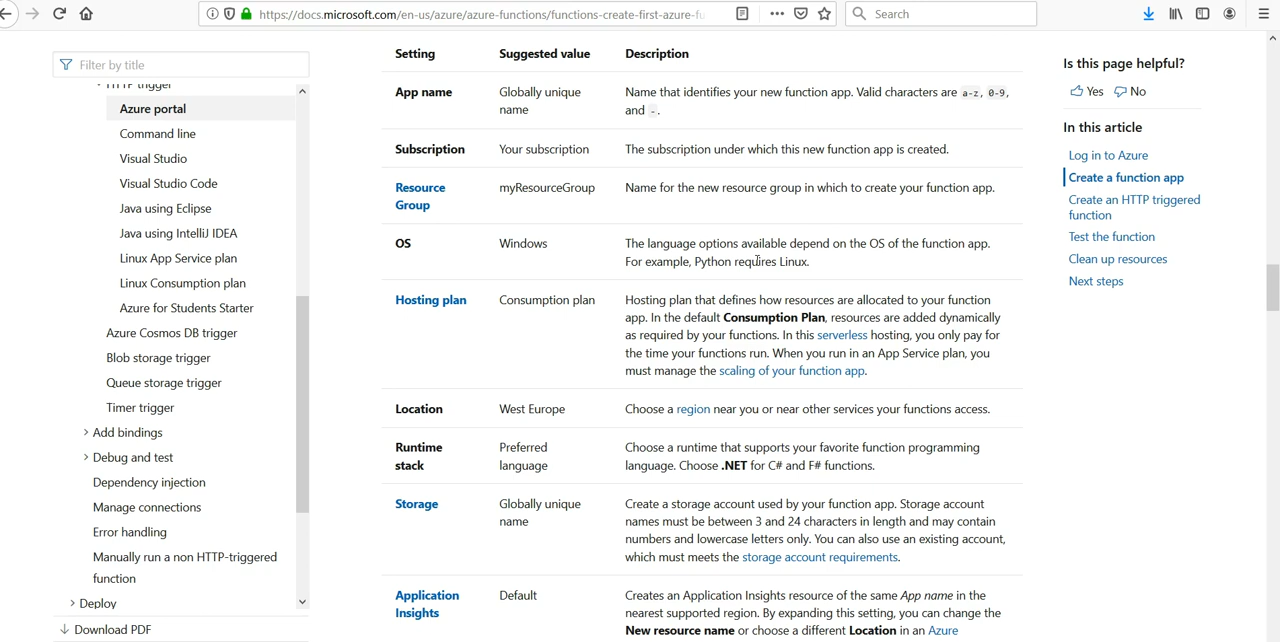 https://docs.microsoft.com/en-us/azure/azure-functions/functions-create-first-azure-fu
Search
Filter by title
HTTP trigger
Azure portal
Command line
Visual Studio
Visual Studio Code
Java using Eclipse
Java using IntelliJ IDEA
Linux App Service plan
Linux Consumption plan
Azure for Students Starter
Azure Cosmos DB trigger
Blob storage trigger
Queue storage trigger
Timer trigger
Add bindings
Debug and test
Dependency injection
Manage connections
Error handling
Manually run a non HTTP-triggered
function
Deploy
Download PDF
Setting Suggested value Description
App name Globally unique Name that identifies your new function app. Valid characters are a-z, 0-9,
name and -.
Subscription Your subscription The subscription under which this new function app is created.
Resource myResourceGroup Name for the new resource group in which to create your function app.
Group
OS Windows The language options available depend on the OS of the function app.
For example, Python requires Linux.
Hosting plan Consumption plan Hosting plan that defines how resources are allocated to your function
app. In the default Consumption Plan, resources are added dynamically
as required by your functions. In this serverless hosting, you only pay for
the time your functions run. When you run in an App Service plan, you
must manage the scaling of your function app.
Location West Europe Choose a region near you or near other services your functions access.
Runtime Preferred Choose a runtime that supports your favorite function programming
stack language language. Choose .NET for C# and F# functions.
Storage Globally unique Create a storage account used by your function app. Storage account
name names must be between 3 and 24 characters in length and may contain
numbers and lowercase letters only. You can also use an existing account,
which must meets the storage account requirements.
Application Default Creates an Application Insights resource of the same App name in the
Insights nearest supported region. By expanding this setting, you can change the
New resource name or choose a different Location in an Azure
Is this page helpful?
Yes No
In this article
Log in to Azure
Create a function app
Create an HTTP triggered
function
Test the function
Clean up resources
Next steps